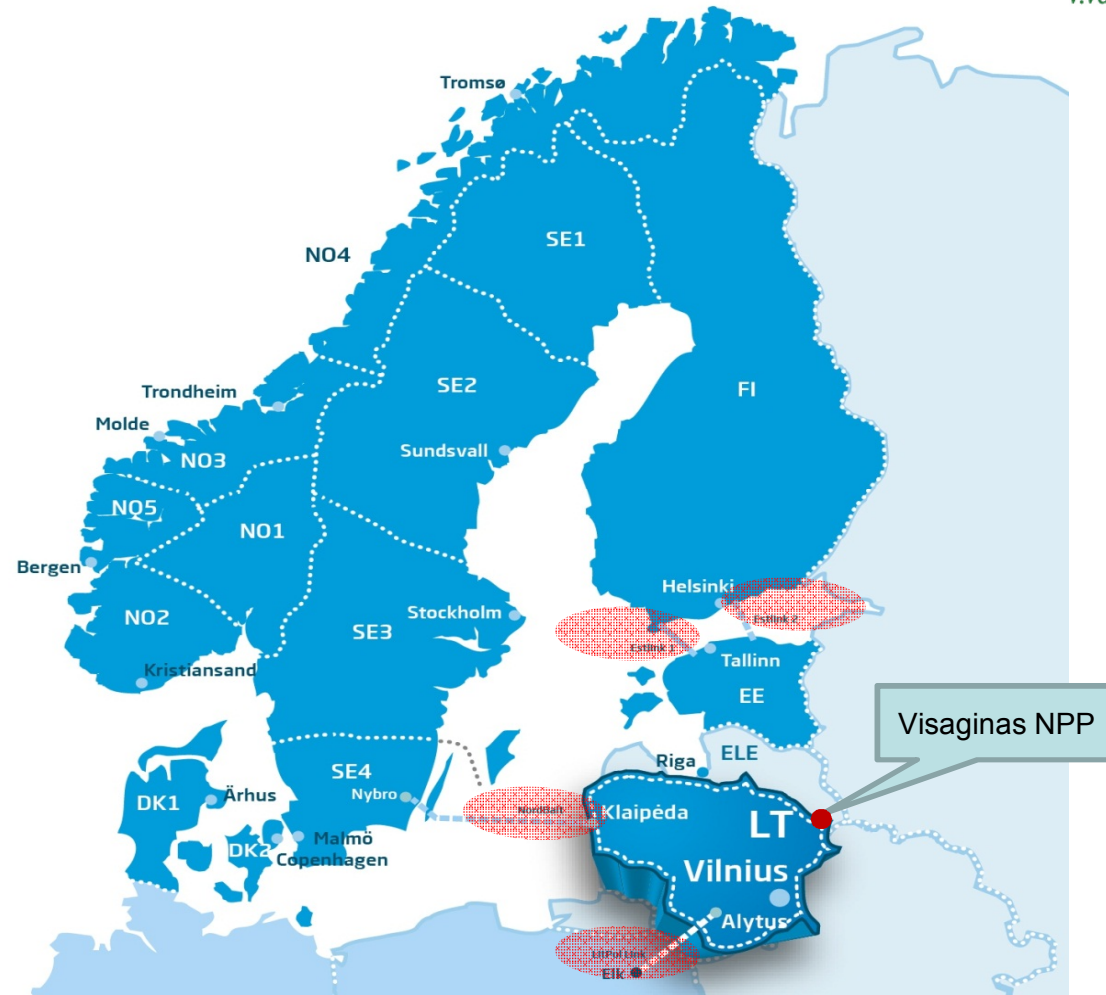 Tromsø
SE1
NO4
SE2
FI
Trondheim
Molde
Sundsvall
NO3
NO5
NO1
Bergen
Helsinki
NO2
Stockholm
Estlink 2
SE3
Estlink 1
Tallinn
Kristiansand
EE
Visaginas NPP
Riga
ELE
SE4
Nybro
DK1
Århus
NordBalt
Klaipėda
LT
Malmö
DK2
Copenhagen
Vilnius
Alytus
LitPol Link
Elk